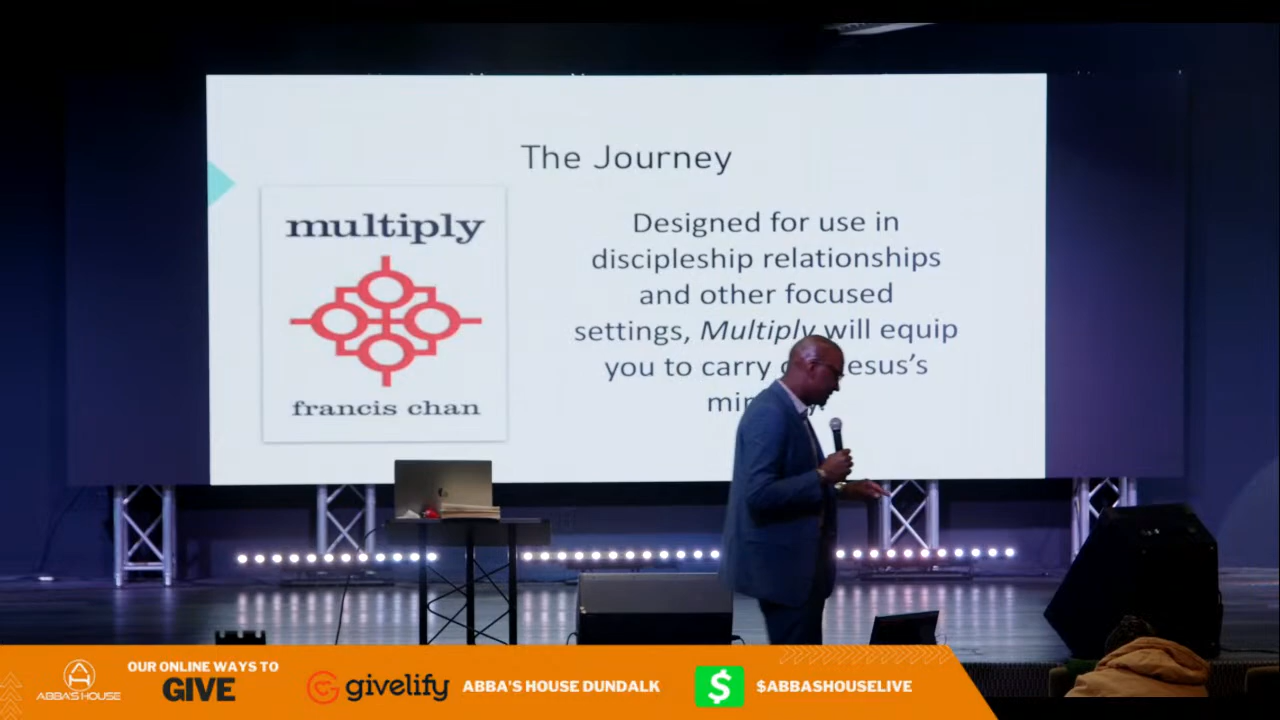 The Journey
multiply
francis chan
Designed for use in
discipleship relationships
and other focused
settings, Multiply will equip
you to carry
esus's
ABBA'S HOUSE
OUR ONLINE WAYS TO
GIVE
givelify
ABBA'S HOUSE DUNDALK
$
$ABBASHOUSELIVE